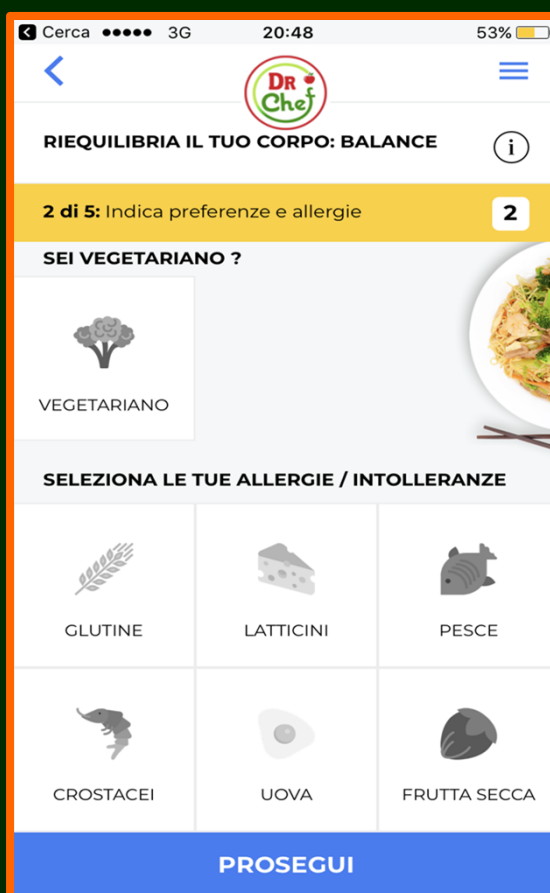 Cerca 3G 20:48 53%
DR
Chef
RIEQUILIBRIA IL TUO CORPO: BALANCE i
2 di 5: Indica preferenze e allergie 2
SEI VEGETARIANO ?
VEGETARIANO
SELEZIONA LE TUE ALLERGIE / INTOLLERANZE
GLUTINE LATTICINI PESCE
CROSTACEI UOVA FRUTTA SECCA
PROSEGUI